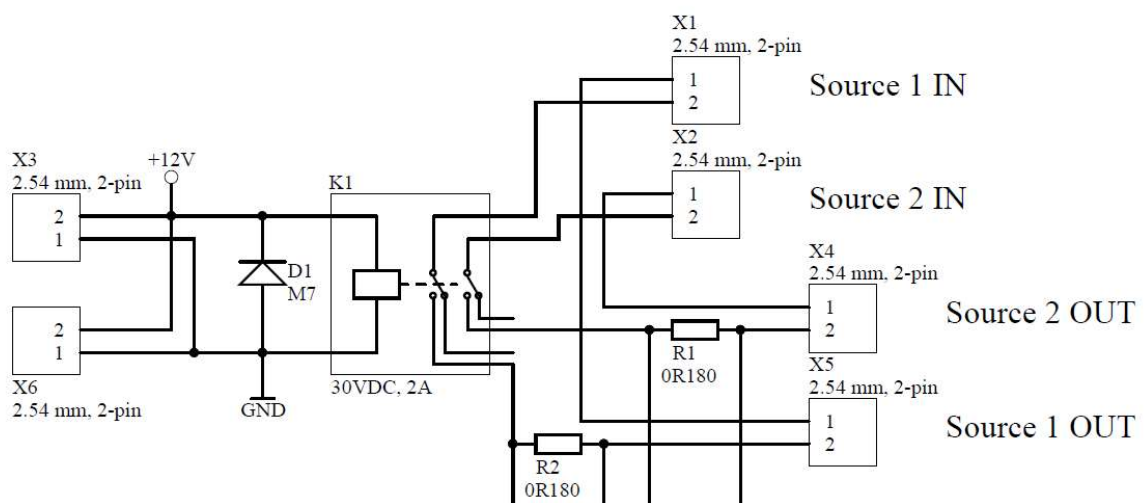 X1
2.54 mm, 2-pin
1
2
Source 1 IN
X2
2.54 mm, 2-pin
1
2
Source 2 IN
X3
2.54 mm, 2-pin
2
1
+12V
K1
D1
M7
X4
2.54 mm, 2-pin
1
2
Source 2 OUT
2
1
X6
2.54 mm, 2-pin
GND
30VDC, 2A
R1
0R180
X5
2.54 mm, 2-pin
1
2
Source 1 OUT
R2
0R180